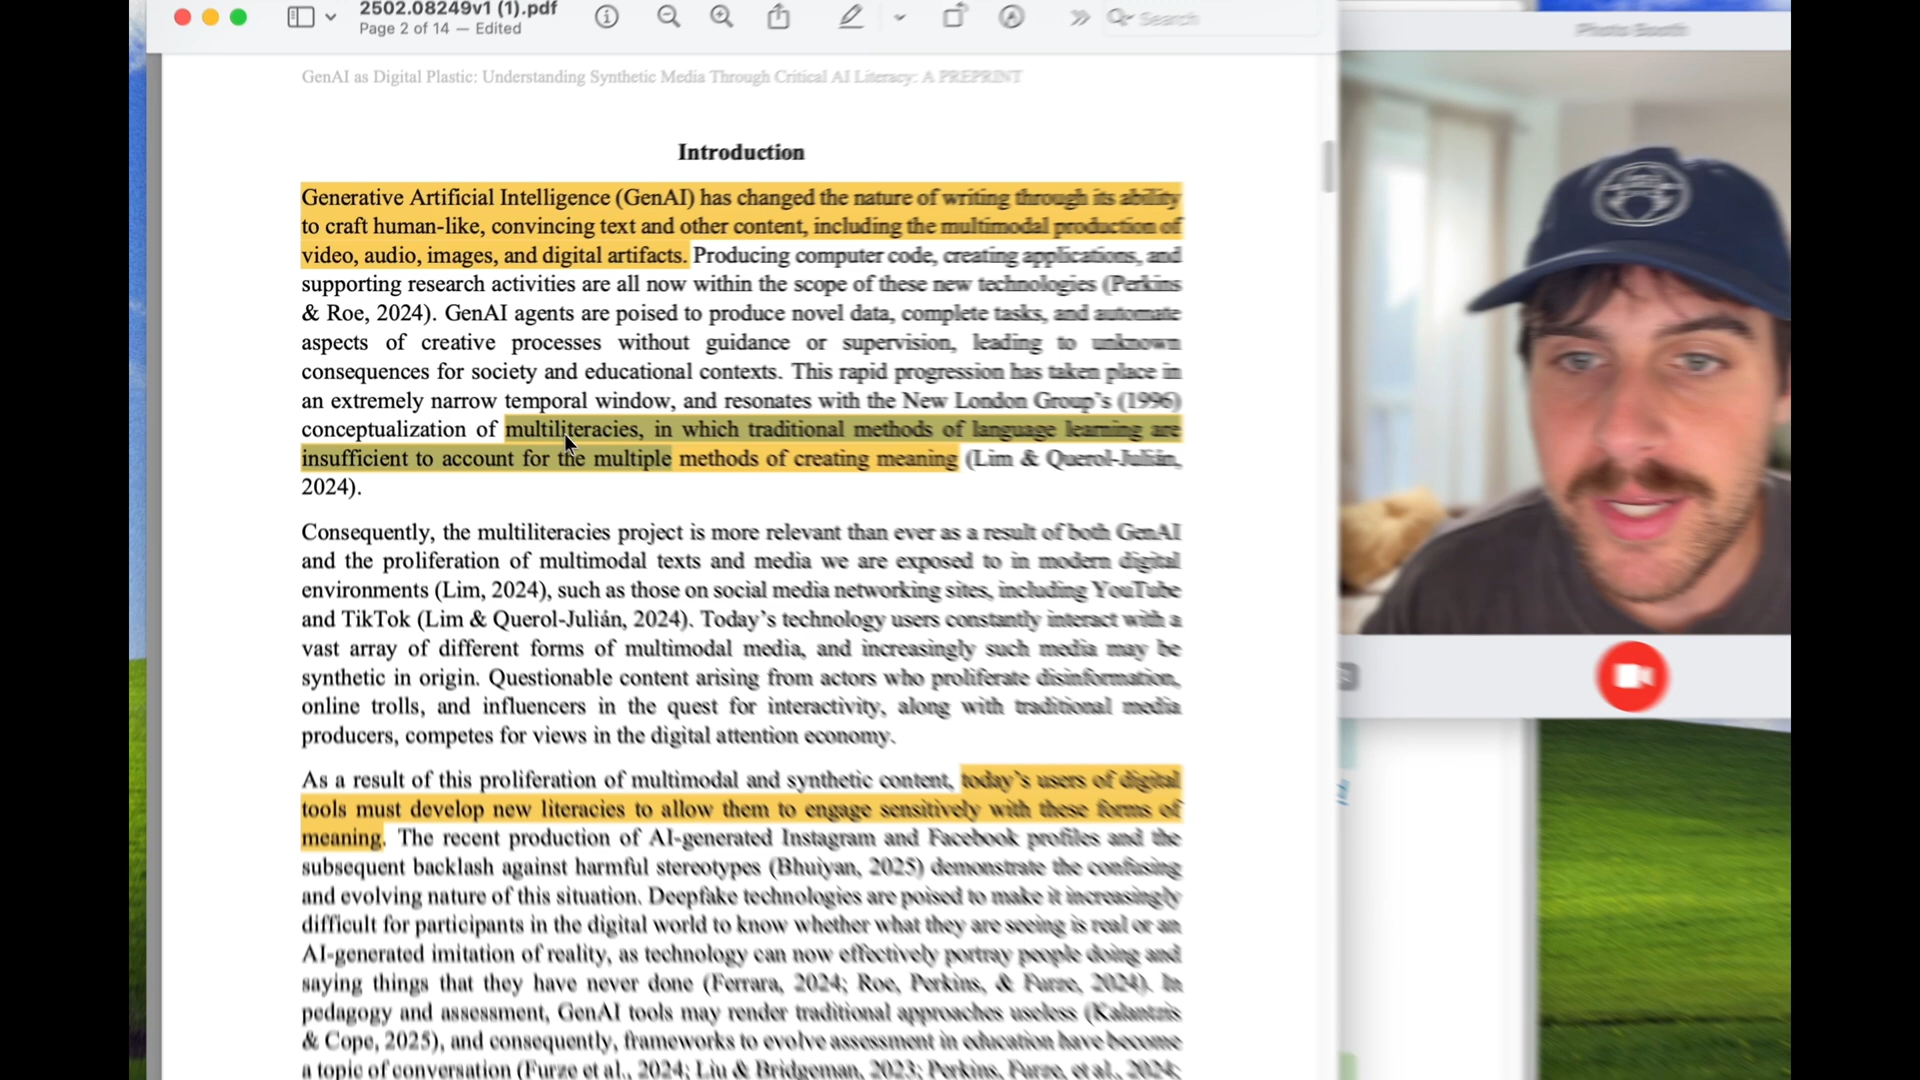 2502.08249v1 (1).pdf
Page 2 of 14 — Edited
Search
Photo Booth
GenAI as Digital Plastic: Understanding Synthetic Media Through Critical AI Literacy: A PREPRINT
Introduction
Generative Artificial Intelligence (GenAI) has changed the nature of writing through its ability
to craft human-like, convincing text and other content, including the multimodal production of
video, audio, images, and digital artifacts. Producing computer code, creating applications, and
supporting research activities are all now within the scope of these new technologies (Perkins
& Roe, 2024). GenAI agents are poised to produce novel data, complete tasks, and automate
aspects of creative processes without guidance or supervision, leading to unknown
consequences for society and educational contexts. This rapid progression has taken place in
an extremely narrow temporal window, and resonates with the New London Group's (1996)
conceptualization of multiliteracies, in which traditional methods of language learning are
insufficient to account for the multiple methods of creating meaning (Lim & Querol-Julián,
2024).
Consequently, the multiliteracies project is more relevant than ever as a result of both GenAI
and the proliferation of multimodal texts and media we are exposed to in modern digital
environments (Lim, 2024), such as those on social media networking sites, including YouTube
and TikTok (Lim & Querol-Julián, 2024). Today's technology users constantly interact with a
vast array of different forms of multimodal media, and increasingly such media may be
synthetic in origin. Questionable content arising from actors who proliferate disinformation,
online trolls, and influencers in the quest for interactivity, along with traditional media
producers, competes for views in the digital attention economy.
As a result of this proliferation of multimodal and synthetic content, today's users of digital
tools must develop new literacies to allow them to engage sensitively with these forms of
meaning. The recent production of AI-generated Instagram and Facebook profiles and the
subsequent backlash against harmful stereotypes (Bhuiyan, 2025) demonstrate the confusing
and evolving nature of this situation. Deepfake technologies are poised to make it increasingly
difficult for participants in the digital world to know whether what they are seeing is real or an
AI-generated imitation of reality, as technology can now effectively portray people doing and
saying things that they have never done (Ferrara, 2024; Roe, Perkins, & Furze, 2024). In
pedagogy and assessment, GenAI tools may render traditional approaches useless (Kalantzis
& Cope, 2025), and consequently, frameworks to evolve assessment in education have become
a topic of conversation (Furze et al., 2024; Liu & Bridgeman, 2023; Perkins, Furze, et al., 2024;